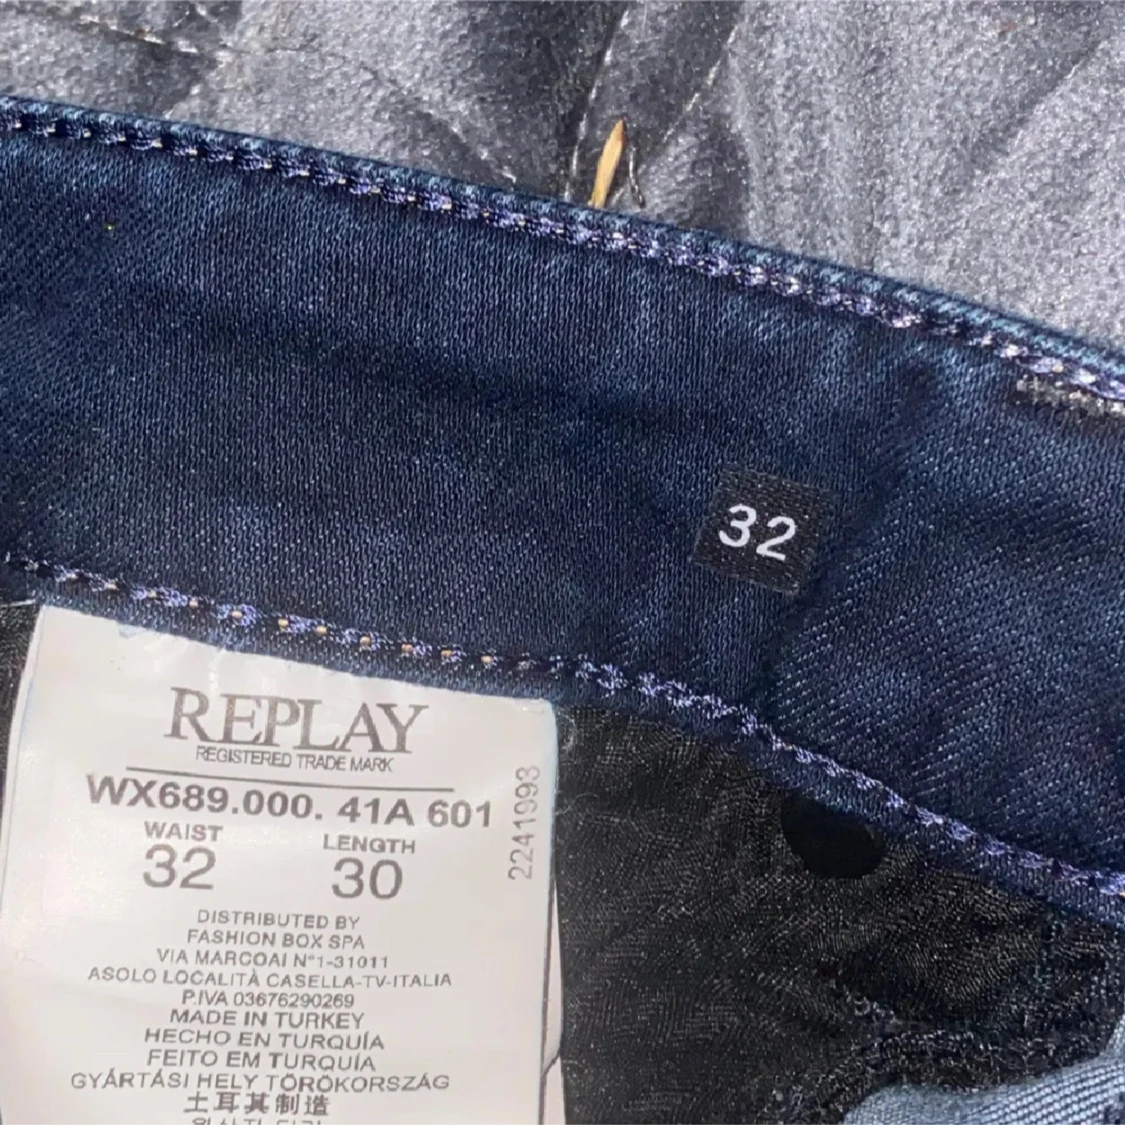 32
REPLAY
REGISTERED TRADE MARK
WX689.000. 41A 601
WAIST LENGTH
32 30
2241993
DISTRIBUTED BY
FASHION BOX SPA
VIA MARCOAI N°1-31011
ASOLO LOCALITÀ CASELLA-TV-ITALIA
P.IVA 03676290269
MADE IN TURKEY
HECHO EN TURQUÍA
FEITO EM TURQUÍA
GYÁRTÁSI HELY TÖRÖKORSZÁG
土耳其制造